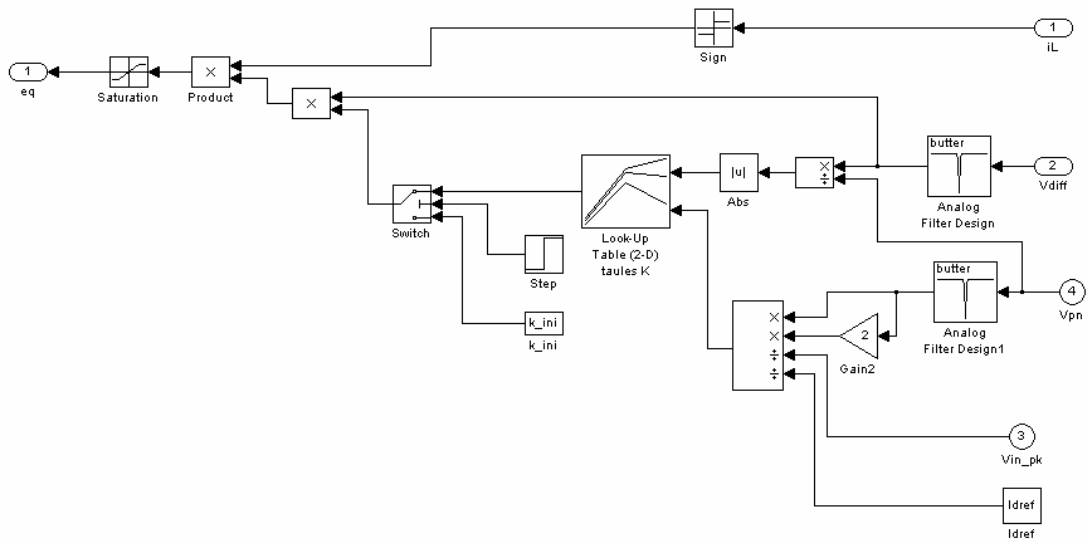 1
iL
Sign
1
eq
Saturation
×
Product
×
butter
2
Vdiff
Analog
Filter Design
×
÷
|u|
Abs
Look-Up
Table (2-D)
taules K
Switch
Step
k_ini
k_ini
butter
4
Vpn
Analog
Filter Design1
×
×
÷
÷
2
Gain2
3
Vin_pk
Idref
Idref